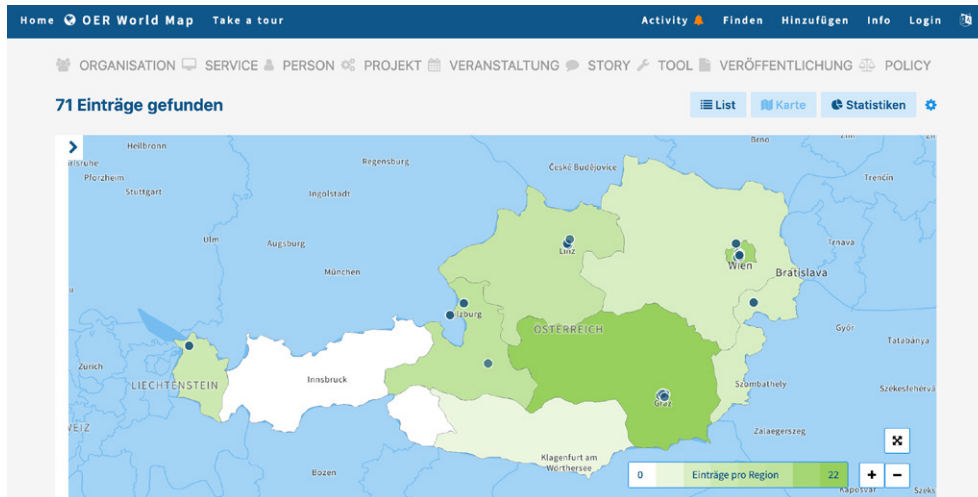 Home OER World Map Take a tour Activity Finden Hinzufügen Info Login
ORGANISATION SERVICE PERSON PROJEKT VERANSTALTUNG STORY TOOL VERÖFFENTLICHUNG POLICY
71 Einträge gefunden List Karte Statistiken
Heilbronn
Brno
Pforzheim
Regensburg
České Budějovice
Trenčín
Stuttgart
Ingolstadt
Ulm
Augsburg
Linz
Trnava
München
Wien
Bratislava
ÖSTERREICH
Győr
Tatabánya
Zürich
LIECHTENSTEIN
Innsbruck
Szombathely
Graz
Zalaegerszeg
Klagenfurt am
Wörthersee
Bozen
0 Einträge pro Region 22 + −
Kaposvár